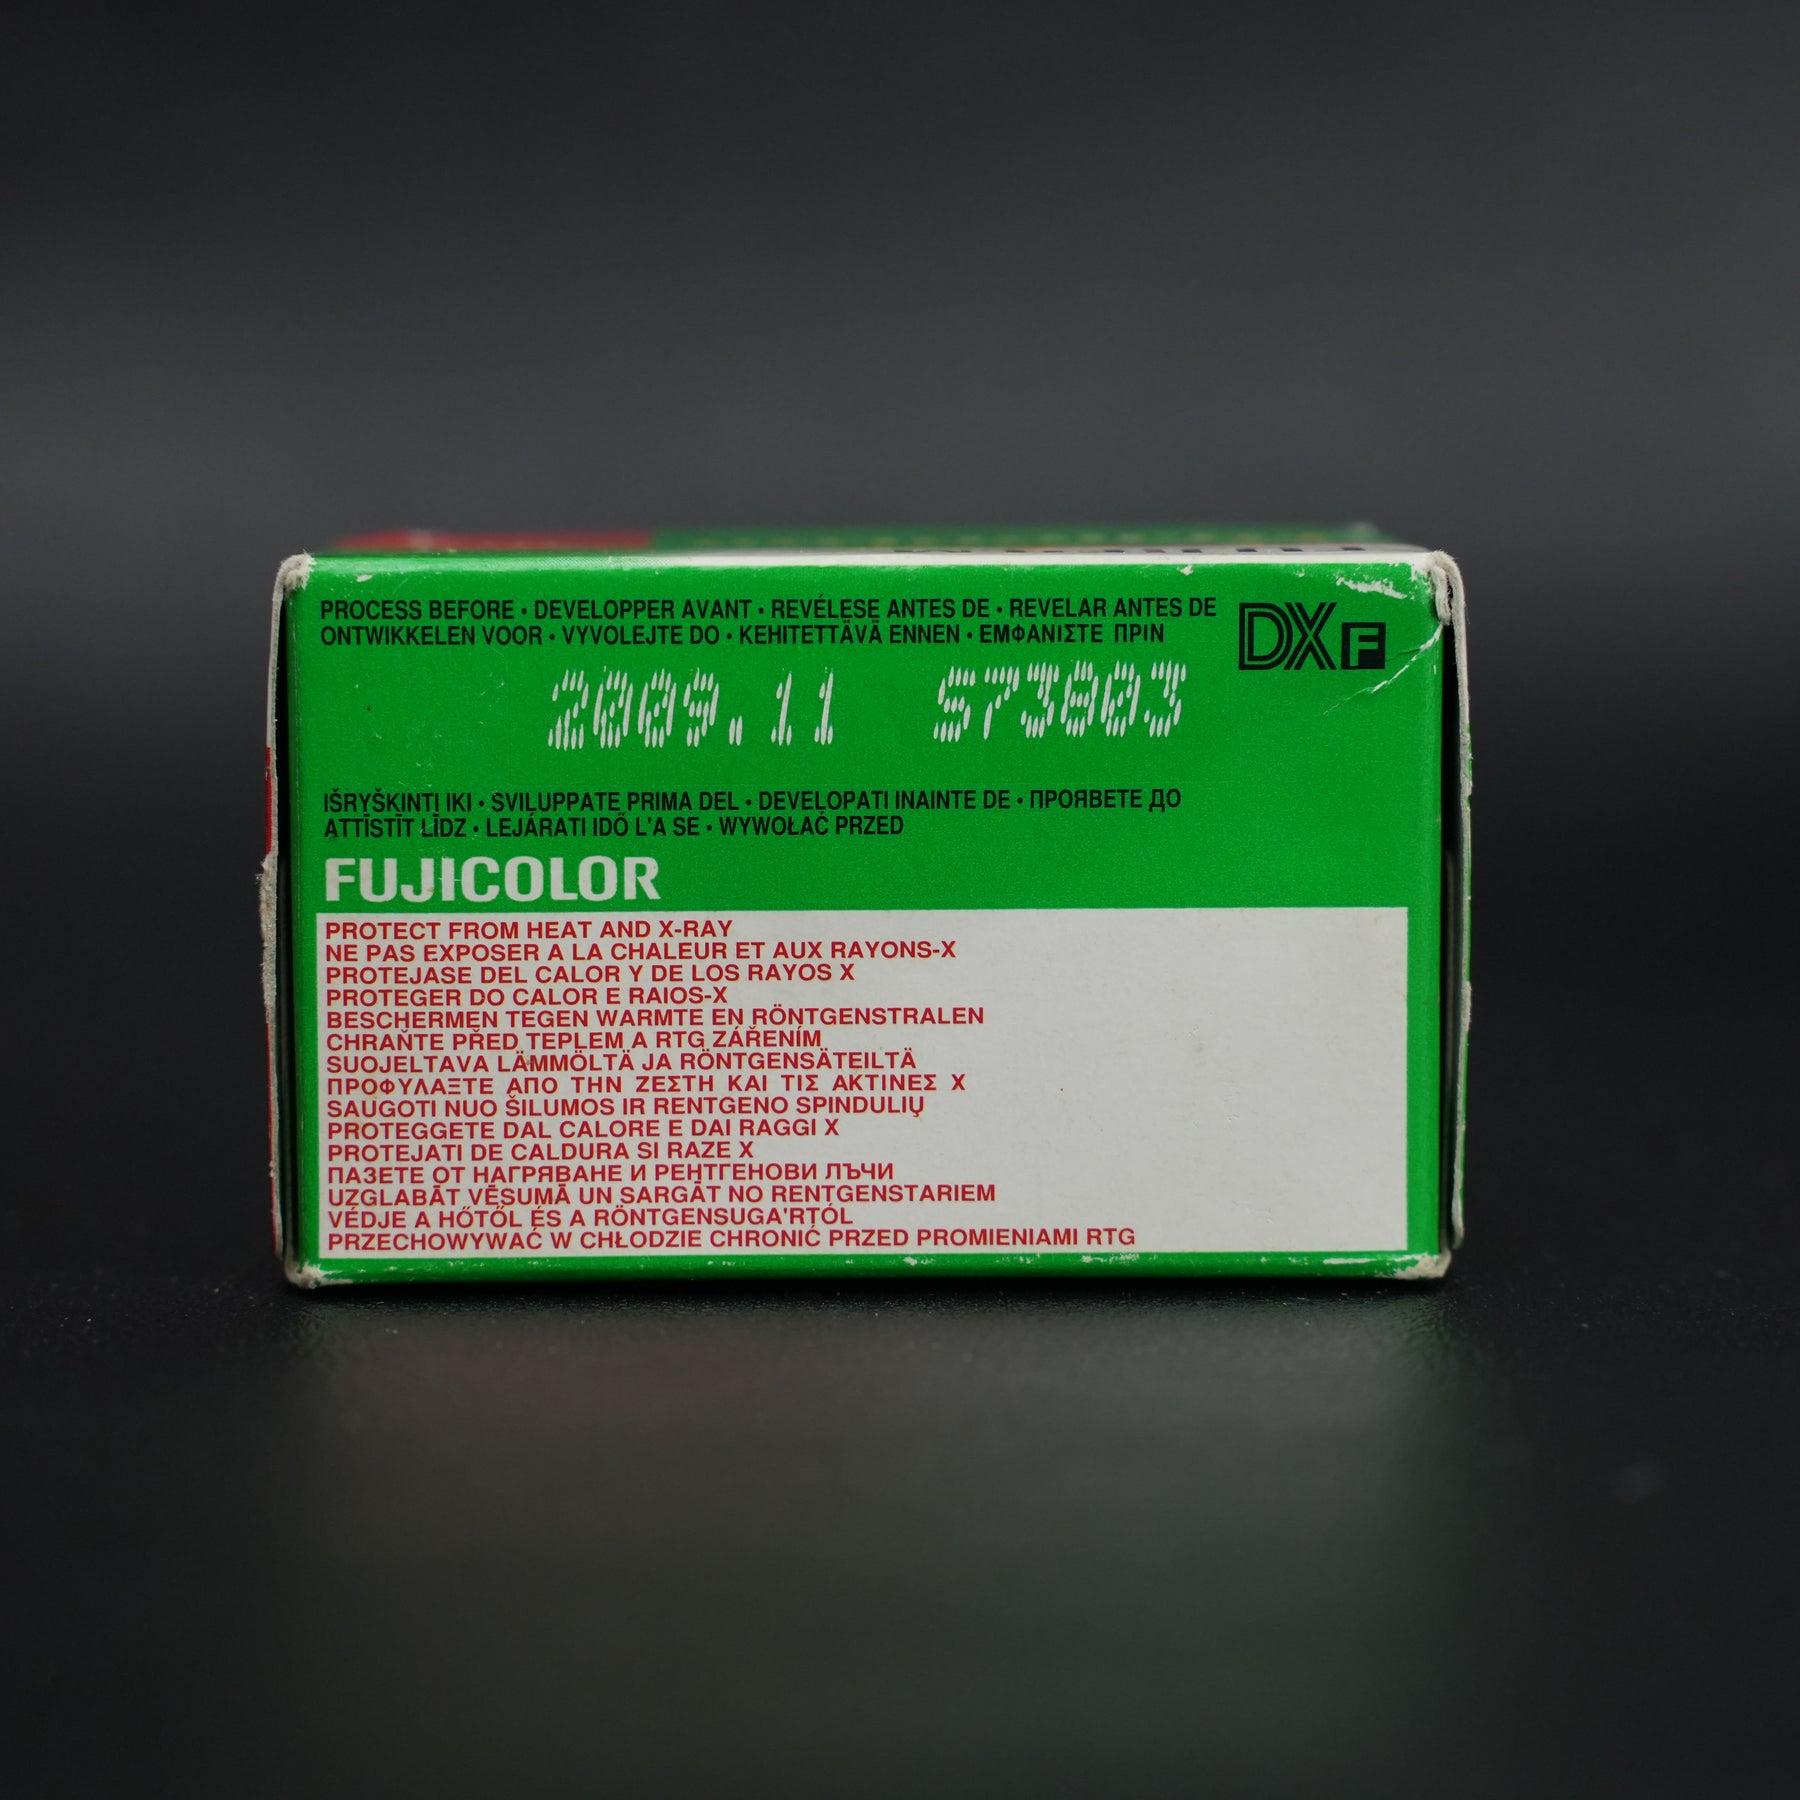 PROCESS BEFORE • DEVELOPPER AVANT • REVÉLESE ANTES DE • REVELAR ANTES DE
ONTWIKKELEN VOOR • VYVOLEJTE DO • KEHITETTÄVÄ ENNEN • ΕΜΦΑΝΙΣΤΕ ΠΡΙΝ
DX F
2009.11 573803
IŠRYŠKINTI IKI • SVILUPPATE PRIMA DEL • DEVELOPATI INAINTE DE • ПРОЯВЕТЕ ДО
ATTĪSTĪT LĪDZ • LEJÁRATI IDŐ L'A SE • WYWOŁAĆ PRZED
FUJICOLOR
PROTECT FROM HEAT AND X-RAY
NE PAS EXPOSER A LA CHALEUR ET AUX RAYONS-X
PROTEJASE DEL CALOR Y DE LOS RAYOS X
PROTEGER DO CALOR E RAIOS-X
BESCHERMEN TEGEN WARMTE EN RÖNTGENSTRALEN
CHRAŇTE PŘED TEPLEM A RTG ZÁŘENÍM
SUOJELTAVA LÄMMÖLTÄ JA RÖNTGENSÄTEILTÄ
ΠΡΟΦΥΛΑΞΤΕ ΑΠΟ ΤΗΝ ΖΕΣΤΗ ΚΑΙ ΤΙΣ ΑΚΤΙΝΕΣ Χ
SAUGOTI NUO ŠILUMOS IR RENTGENO SPINDULIŲ
PROTEGGETE DAL CALORE E DAI RAGGI X
PROTEJATI DE CALDURA SI RAZE X
ПАЗЕТЕ ОТ НАГРЯВАНЕ И РЕНТГЕНОВИ ЛЪЧИ
UZGLABĀT VĒSUMĀ UN SARGĀT NO RENTGENSTARIEM
VÉDJE A HŐTŐL ÉS A RÖNTGENSUGA'RTÓL
PRZECHOWYWAĆ W CHŁODZIE CHRONIĆ PRZED PROMIENIAMI RTG